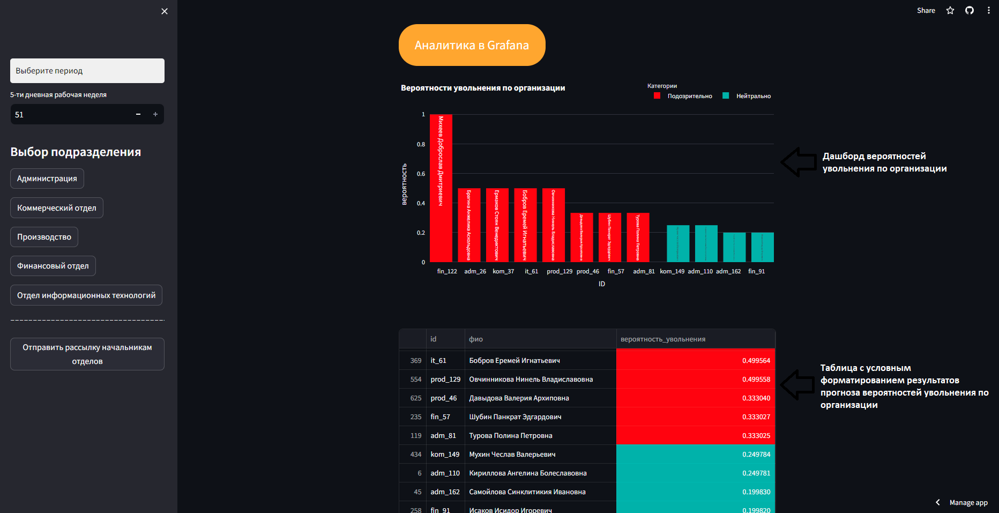 Share
Аналитика в Grafana
Выберите период
5-ти дневная рабочая неделя
51
Выбор подразделения
Администрация
Коммерческий отдел
Производство
Финансовый отдел
Отдел информационных технологий
Отправить рассылку начальникам
отделов
Вероятности увольнения по организации
Категории
Подозрительно Нейтрально
вероятность
1
0.8
0.6
0.4
0.2
0
Михеев Доброслав Дмитриевич
Брагина Анжелика Аскольдовна
Ермаков Стоян Венедиктович
Бобров Еремей Игнатьевич
Овчинникова Нинель Владиславовна
Давыдова Валерия Архиповна
Шубин Панкрат Эдгардович
Турова Полина Петровна
fin_122 adm_26 kom_37 it_61 prod_129 prod_46 fin_57 adm_81 kom_149 adm_110 adm_162 fin_91
ID
Дашборд вероятностей
увольнения по организации
id фио вероятность_увольнения
369 it_61 Бобров Еремей Игнатьевич 0.499564
554 prod_129 Овчинникова Нинель Владиславовна 0.499558
625 prod_46 Давыдова Валерия Архиповна 0.333040
235 fin_57 Шубин Панкрат Эдгардович 0.333027
119 adm_81 Турова Полина Петровна 0.333025
434 kom_149 Мухин Чеслав Валерьевич 0.249784
6 adm_110 Кириллова Ангелина Болеславовна 0.249781
45 adm_162 Самойлова Синклитикия Ивановна 0.199830
258 fin_91 Исаков Исидор Игоревич 0.199820
Таблица с условным
форматированием результатов
прогноза вероятностей увольнения по
организации
Manage app